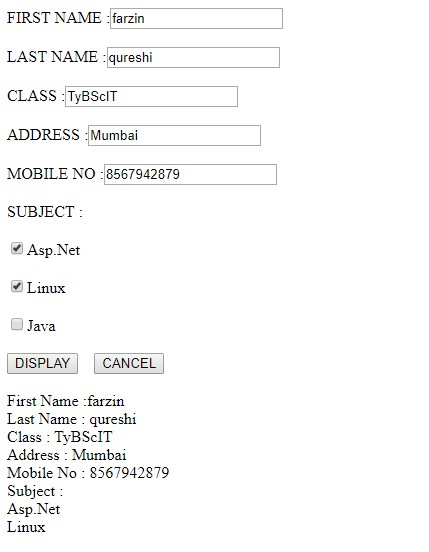 FIRST NAME :farzin
LAST NAME :qureshi
CLASS :TyBScIT
ADDRESS :Mumbai
MOBILE NO :8567942879
SUBJECT :
Asp.Net
Linux
Java
DISPLAY CANCEL
First Name :farzin
Last Name : qureshi
Class : TyBScIT
Address : Mumbai
Mobile No : 8567942879
Subject :
Asp.Net
Linux